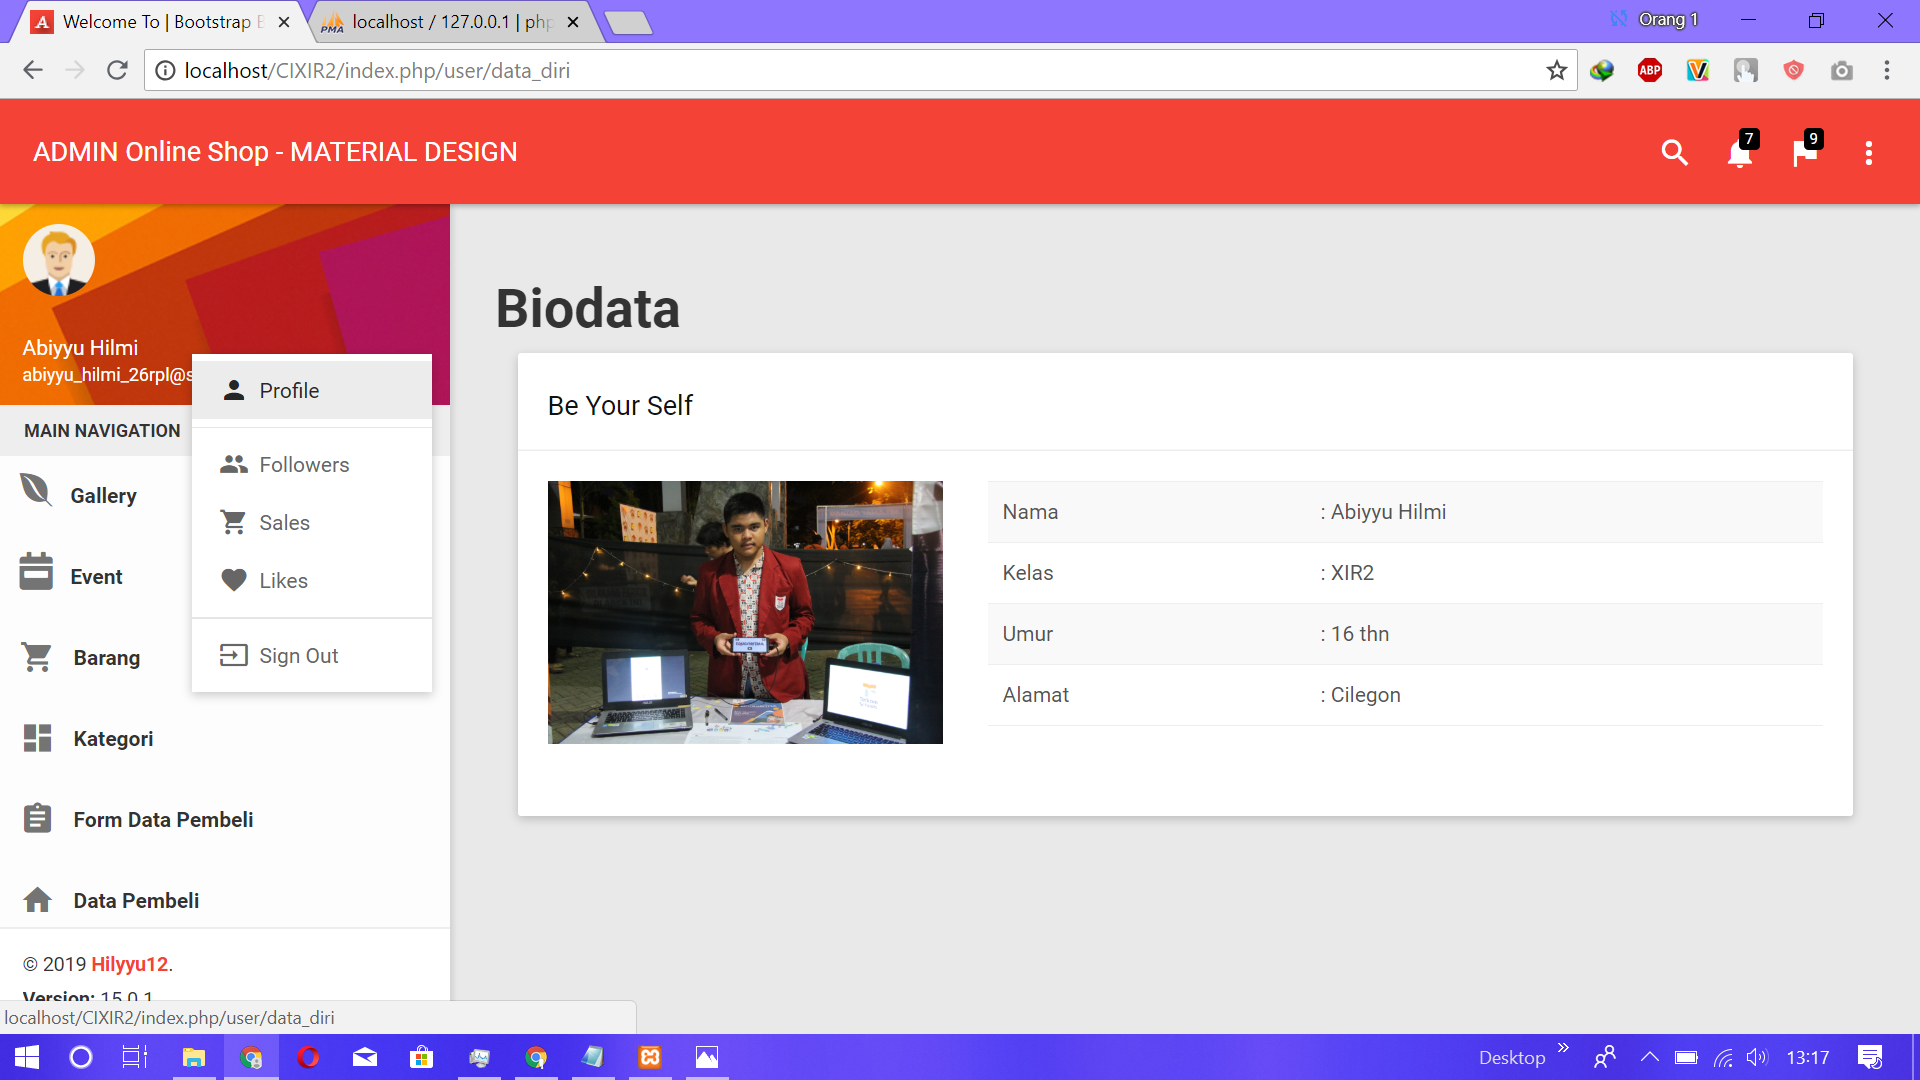 Welcome To | Bootstrap B
localhost / 127.0.0.1 | php
Orang 1
localhost/CIXIR2/index.php/user/data_diri
ABP
ADMIN Online Shop - MATERIAL DESIGN
7
9
Abiyyu Hilmi
abiyyu_hilmi_26rpl@s
Profile
Followers
Sales
Likes
Sign Out
MAIN NAVIGATION
Gallery
Event
Barang
Kategori
Form Data Pembeli
Data Pembeli
© 2019 Hilyyu12.
Version: 15.0.1
Biodata
Be Your Self
Nama : Abiyyu Hilmi
Kelas : XIR2
Umur : 16 thn
Alamat : Cilegon
localhost/CIXIR2/index.php/user/data_diri
Desktop
13:17